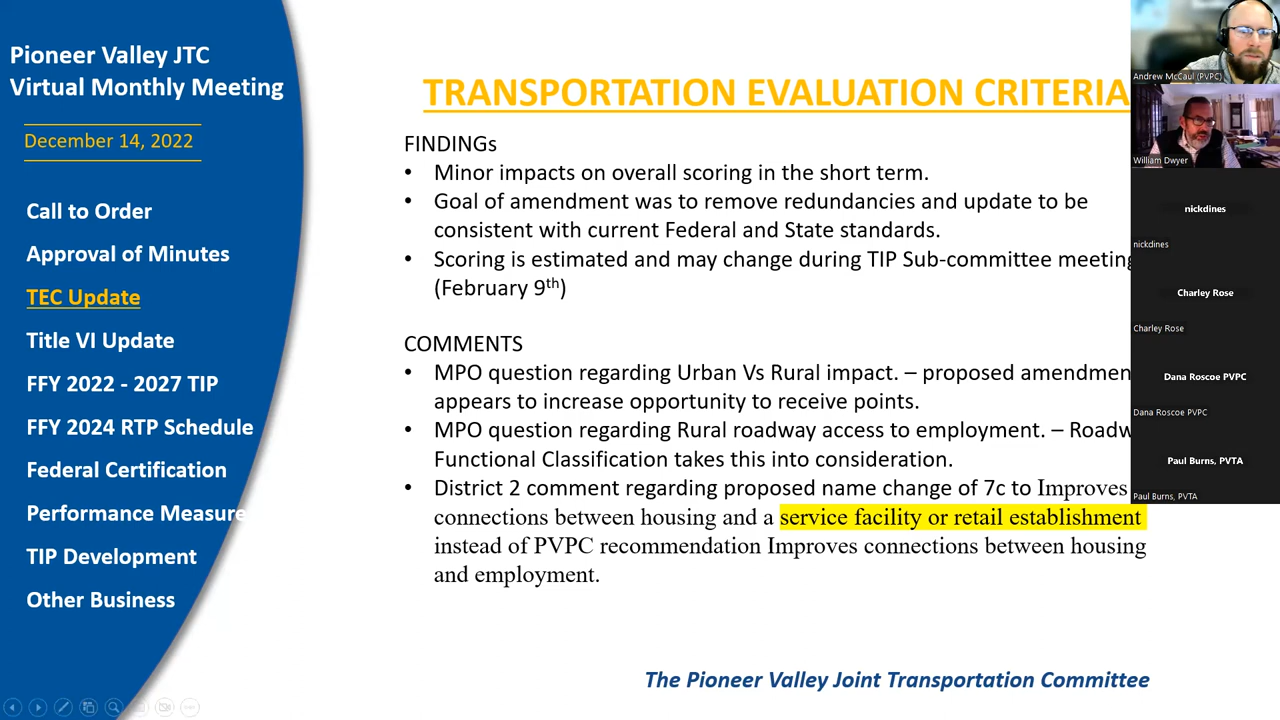 Pioneer Valley JTC
Virtual Monthly Meeting
December 14, 2022
Call to Order
Approval of Minutes
TEC Update
Title VI Update
FFY 2022 - 2027 TIP
FFY 2024 RTP Schedule
Federal Certification
Performance Measure
TIP Development
Other Business
TRANSPORTATION EVALUATION CRITERIA
FINDINGs
• Minor impacts on overall scoring in the short term.
• Goal of amendment was to remove redundancies and update to be
consistent with current Federal and State standards.
• Scoring is estimated and may change during TIP Sub-committee meeting
(February 9th)
COMMENTS
• MPO question regarding Urban Vs Rural impact. – proposed amendmen
appears to increase opportunity to receive points.
• MPO question regarding Rural roadway access to employment. – Roadw
Functional Classification takes this into consideration.
• District 2 comment regarding proposed name change of 7c to Improves
connections between housing and a service facility or retail establishment
instead of PVPC recommendation Improves connections between housing
and employment.
The Pioneer Valley Joint Transportation Committee
Andrew McCaul (PVPC)
William Dwyer
nickdines
nickdines
Charley Rose
Charley Rose
Dana Roscoe PVPC
Dana Roscoe PVPC
Paul Burns, PVTA
Paul Burns, PVTA